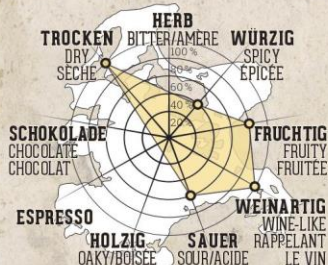 HERB
BITTER/AMÈRE
TROCKEN
DRY
SÈCHE
WÜRZIG
SPICY
ÉPICÉE
100 %
80 %
60 %
40 %
20
SCHOKOLADE
CHOCOLATE
CHOCOLAT
FRUCHTIG
FRUITY
FRUITÉE
ESPRESSO
WEINARTIG
WINE-LIKE
RAPPELANT
LE VIN
HOLZIG
OAKY/BOISÉE
SAUER
SOUR/ACIDE